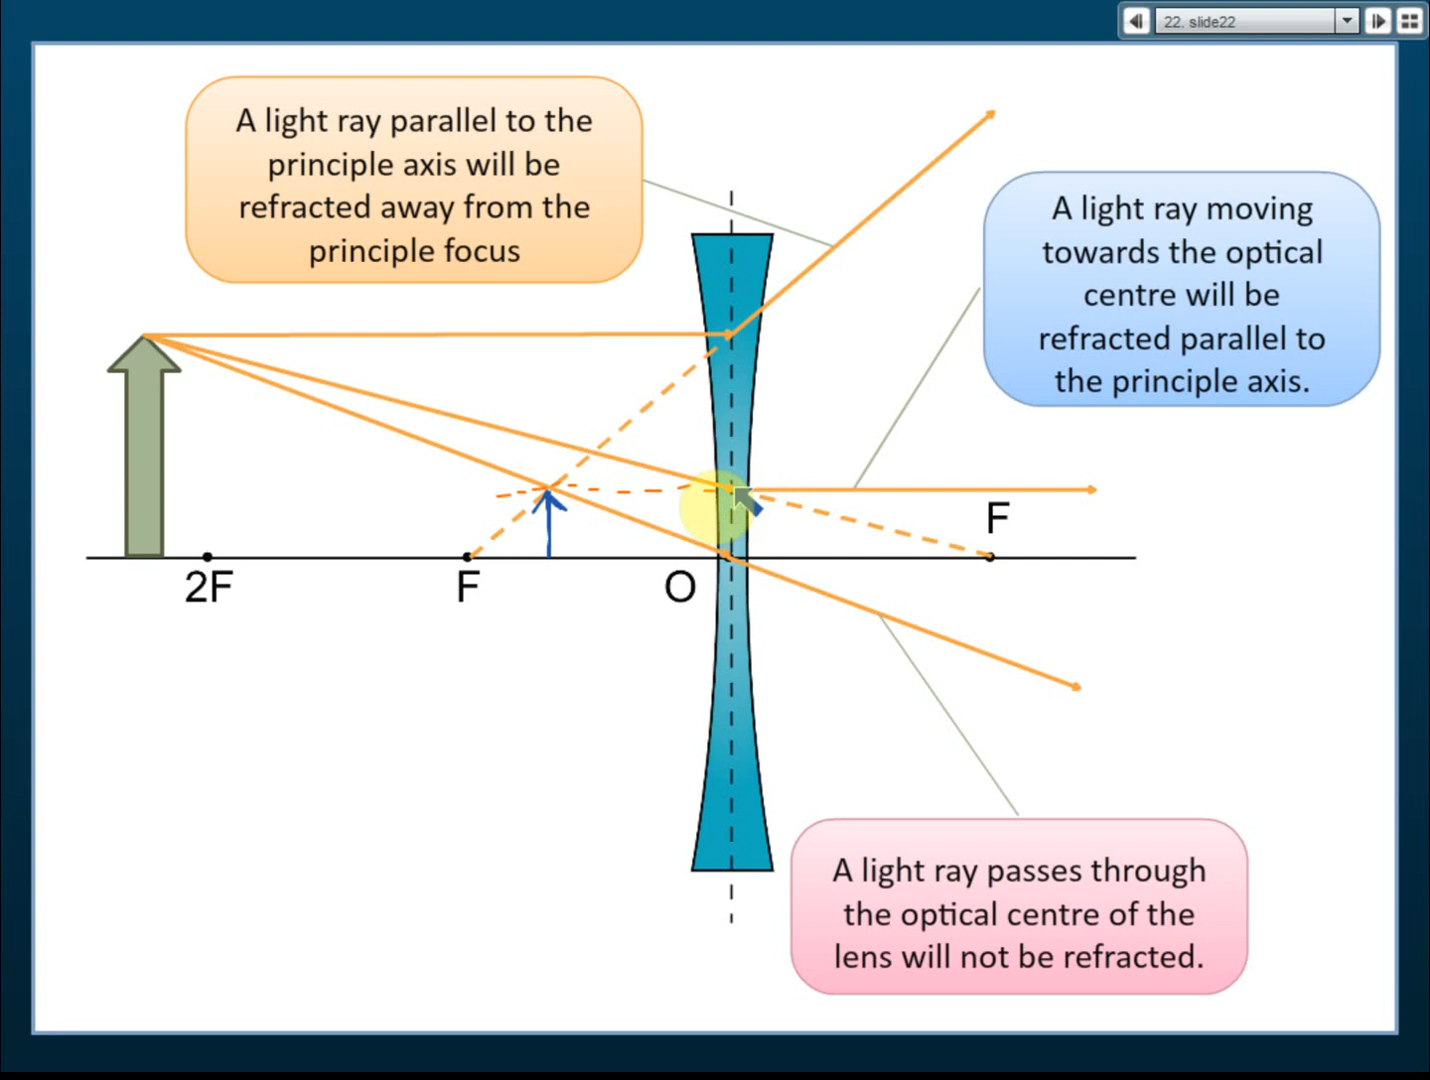 22. slide22
A light ray parallel to the
principle axis will be
refracted away from the
principle focus
A light ray moving
towards the optical
centre will be
refracted parallel to
the principle axis.
F
2F
F
O
A light ray passes through
the optical centre of the
lens will not be refracted.